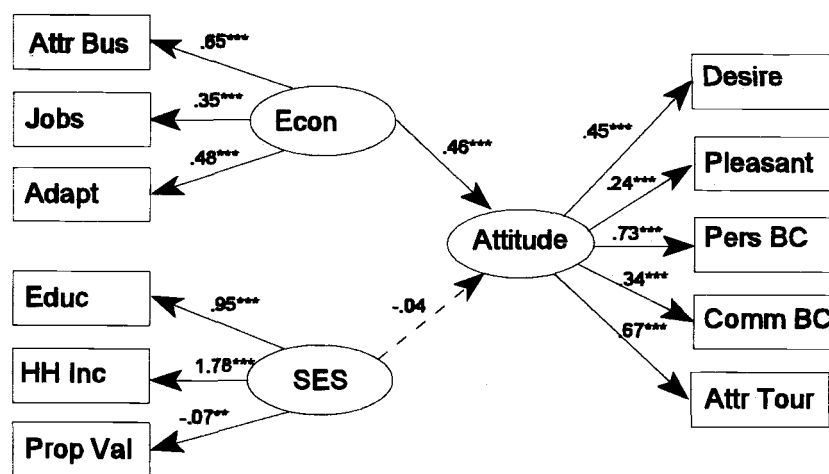 Attr Bus
.65***
Jobs
.35***
Econ
Adapt
.48***
.46***
Desire
.45***
Pleasant
.24***
Attitude
.73***
Pers BC
.34***
Comm BC
.67***
Attr Tour
Educ
.95***
-.04
HH Inc
1.78***
SES
Prop Val
-.07**